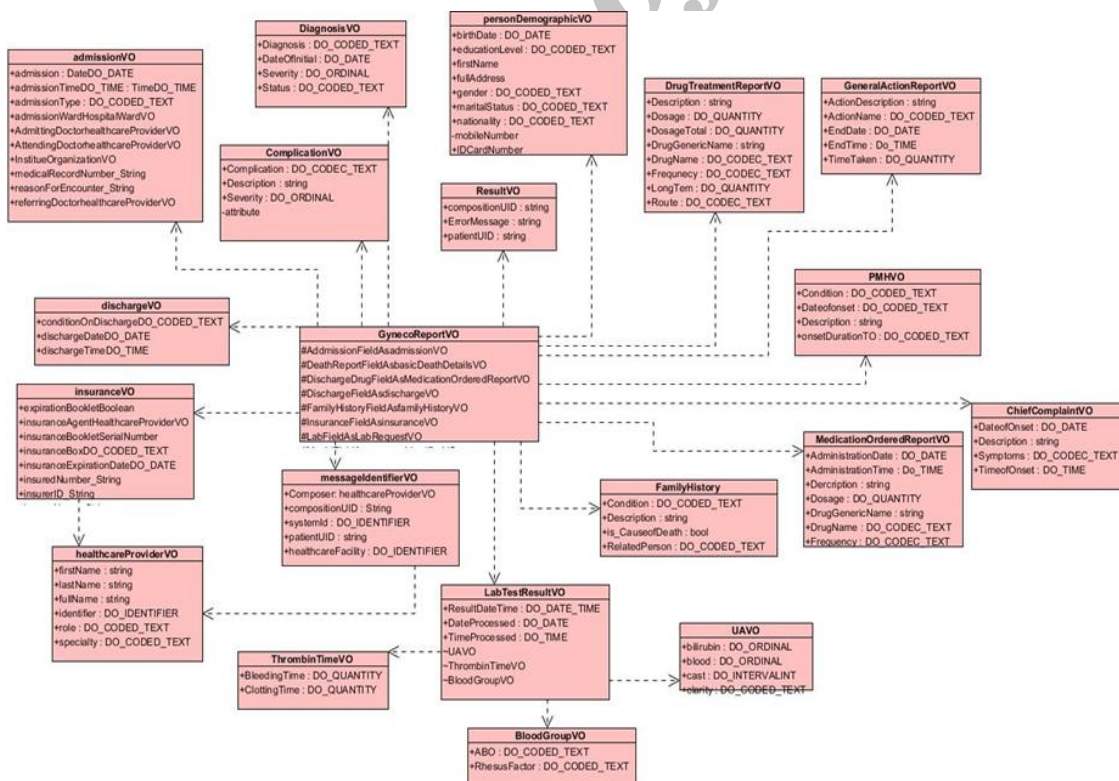 DiagnosisVO
+Diagnosis : DO_CODED_TEXT
+DateOfInitial : DO_DATE
+Severity : DO_ORDINAL
+Status : DO_CODED_TEXT
personDemographicVO
+birthDate : DO_DATE
+educationLevel : DO_CODED_TEXT
+firstName
+fullAddress
+gender : DO_CODED_TEXT
+maritalStatus : DO_CODED_TEXT
+nationality : DO_CODED_TEXT
-mobileNumber
+IDCardNumber
admissionVO
+admission : DateDO_DATE
+admissionTimeDO_TIME : TimeDO_TIME
+admissionType : DO_CODED_TEXT
+admissionWardHospitalWardVO
+AdmittingDoctorhealthcareProviderVO
+AttendingDoctorhealthcareProviderVO
+InstitueOrganizationVO
+medicalRecordNumber_String
+reasonForEncounter_String
+referringDoctorhealthcareProviderVO
DrugTreatmentReportVO
+Description : string
+Dosage : DO_QUANTITY
+DosageTotal : DO_QUANTITY
+DrugGenericName : string
+DrugName : DO_CODEC_TEXT
+Frequnecy : DO_CODEC_TEXT
+LongTem : DO_QUANTITY
+Route : DO_CODEC_TEXT
GeneralActionReportVO
+ActionDescription : string
+ActionName : DO_CODED_TEXT
+EndDate : DO_DATE
+EndTime : Do_TIME
+TimeTaken : DO_QUANTITY
ComplicationVO
+Complication : DO_CODEC_TEXT
+Description : string
+Severity : DO_ORDINAL
-attribute
ResultVO
+compositionUID : string
+ErrorMessage : string
+patientUID : string
PMHVO
+Condition : DO_CODED_TEXT
+Dateofonset : DO_DATE
+Description : string
+onsetDurationTO : DO_CODED_TEXT
dischargeVO
+conditionOnDischargeDO_CODED_TEXT
+dischargeDateDO_DATE
+dischargeTimeDO_TIME
GynecoReportVO
#AddmissionFieldAsadmissionVO
#DeathReportFieldAsbasicDeathDetailsVO
#DischargeDrugFieldAsMedicationOrderedReportVO
#DischargeFieldAsdischargeVO
#FamilyHistoryFieldAsfamilyHistoryVO
#InsuranceFieldAsinsuranceVO
#LabFieldAsLabRequestVO
insuranceVO
+expirationBookletBoolean
+insuranceAgentHealthcareProviderVO
+insuranceBookletSerialNumber
+insuranceBoxDO_CODED_TEXT
+insuranceExpirationDateDO_DATE
+insuredNumber_String
+insurerID_String
ChiefComplaintVO
+DateofOnset : DO_DATE
+Description : string
+Symptoms : DO_CODEC_TEXT
+TimeofOnset : DO_TIME
MedicationOrderedReportVO
+AdministrationDate : DO_DATE
+AdministrationTime : Do_TIME
+Dercription : string
+Dosage : DO_QUANTITY
+DrugGenericName : string
+DrugName : DO_CODEC_TEXT
+Frequency : DO_CODEC_TEXT
messageIdentifierVO
+Composer : healthcareProviderVO
+compositionUID : String
+systemId : DO_IDENTIFIER
+patientUID : string
+healthcareFacility : DO_IDENTIFIER
FamilyHistory
+Condition : DO_CODED_TEXT
+Description : string
+is_CauseofDeath : bool
+RelatedPerson : DO_CODED_TEXT
healthcareProviderVO
+firstName : string
+lastName : string
+fullName : string
+identifier : DO_IDENTIFIER
+role : DO_CODED_TEXT
+specialty : DO_CODED_TEXT
LabTestResultVO
+ResultDateTime : DO_DATE_TIME
+DateProcessed : DO_DATE
+TimeProcessed : DO_TIME
~UAVO
~ThrombinTimeVO
~BloodGroupVO
UAVO
+bilirubin : DO_ORDINAL
+blood : DO_ORDINAL
+cast : DO_INTERVALINT
+clarity : DO_CODED_TEXT
ThrombinTimeVO
+BleedingTime : DO_QUANTITY
+ClottingTime : DO_QUANTITY
BloodGroupVO
+ABO : DO_CODED_TEXT
+RhesusFactor : DO_CODED_TEXT